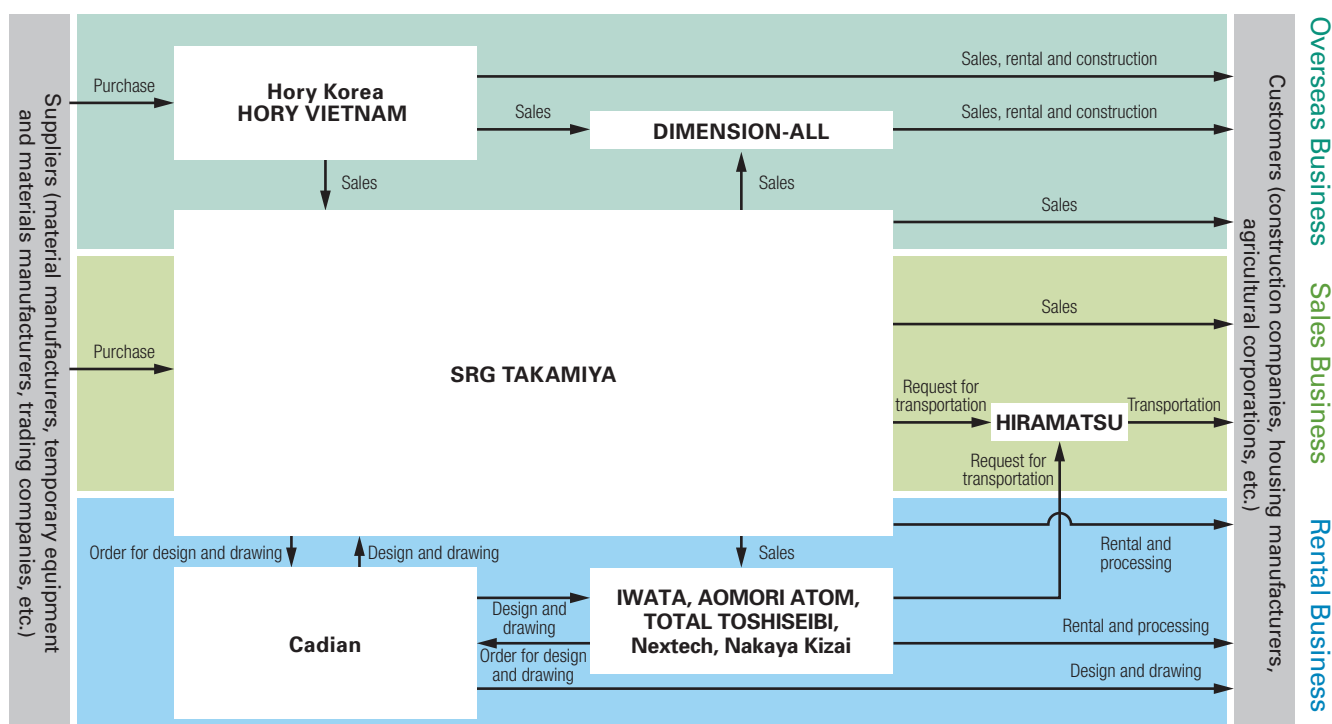 Suppliers (material manufacturers, temporary equipment
and materials manufacturers, trading companies, etc.)
Purchase
Hory Korea
HORY VIETNAM
Sales, rental and construction
Sales
DIMENSION-ALL
Sales, rental and construction
Sales
Sales
Sales
Purchase
SRG TAKAMIYA
Sales
Request for
transportation
HIRAMATSU
Transportation
Request for
transportation
Order for design and drawing
Design and drawing
Sales
Rental and
processing
Cadian
Design and
drawing
Order for design
and drawing
IWATA, AOMORI ATOM,
TOTAL TOSHISEIBI,
Nextech, Nakaya Kizai
Rental and processing
Design and drawing
Customers (construction companies, housing manufacturers,
agricultural corporations, etc.)
Overseas Business
Sales Business
Rental Business